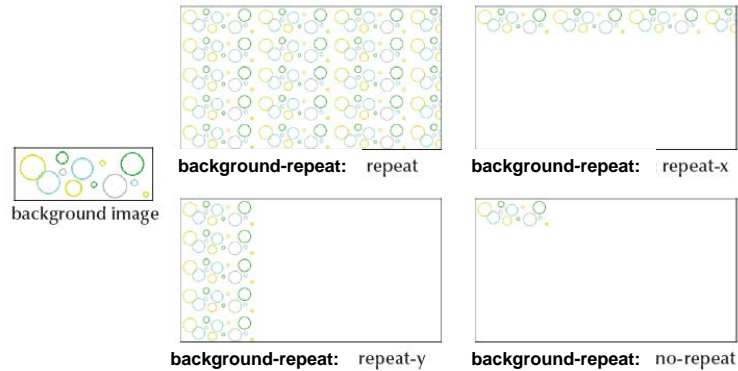 background-repeat: repeat
background-repeat: repeat-x
background image
background-repeat: repeat-y
background-repeat: no-repeat